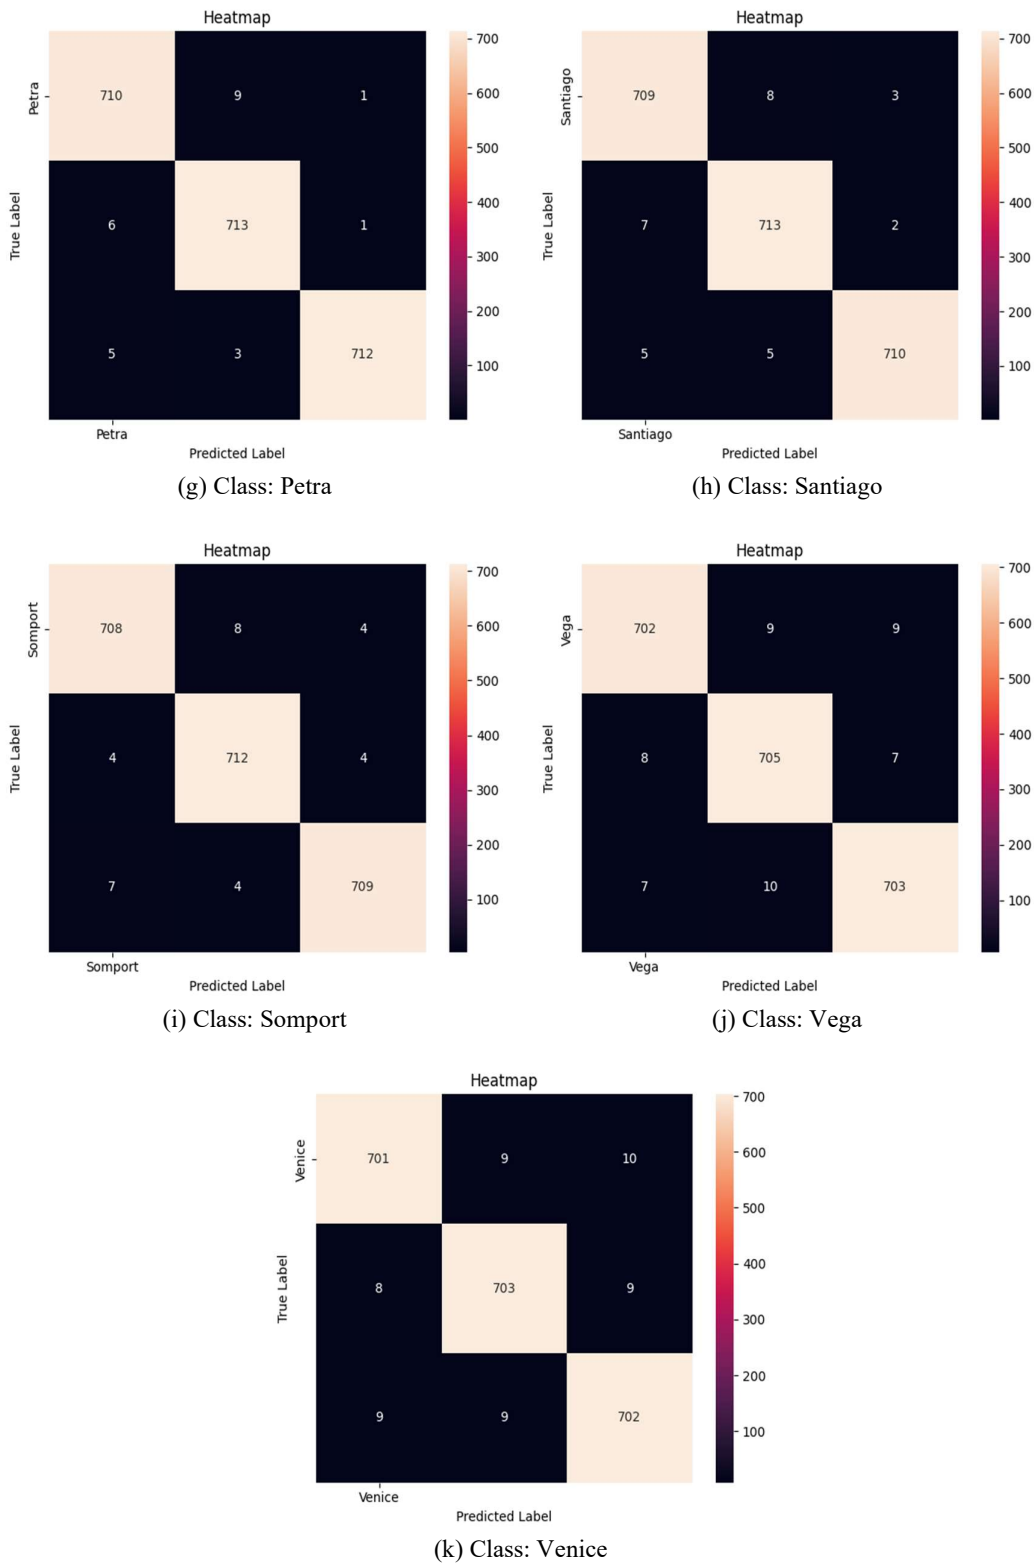 Heatmap
Petra
True Label
710 9 1
6 713 1
5 3 712
Petra
Predicted Label
700
600
500
400
300
200
100
(g) Class: Petra
Heatmap
Santiago
True Label
709 8 3
7 713 2
5 5 710
Santiago
Predicted Label
700
600
500
400
300
200
100
(h) Class: Santiago
Heatmap
Somport
True Label
708 8 4
4 712 4
7 4 709
Somport
Predicted Label
700
600
500
400
300
200
100
(i) Class: Somport
Heatmap
Vega
True Label
702 9 9
8 705 7
7 10 703
Vega
Predicted Label
700
600
500
400
300
200
100
(j) Class: Vega
Heatmap
Venice
True Label
701 9 10
8 703 9
9 9 702
Venice
Predicted Label
700
600
500
400
300
200
100
(k) Class: Venice